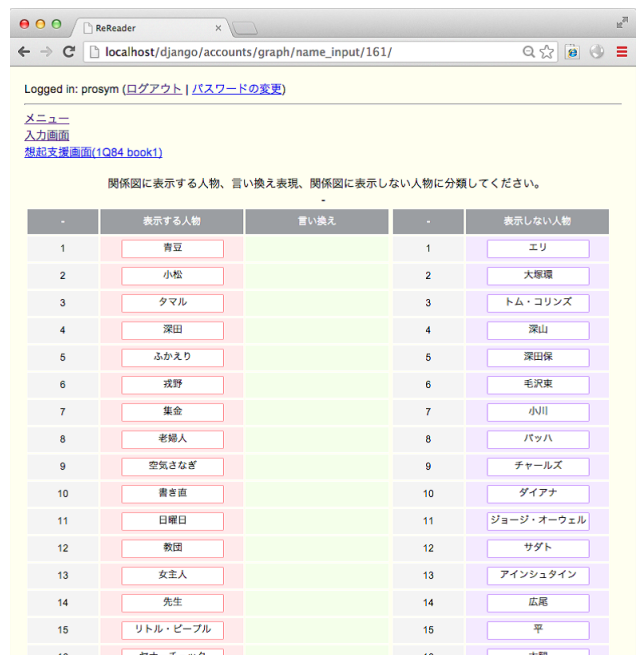 ReReader
localhost/django/accounts/graph/name_input/161/
Logged in: prosym (ログアウト | パスワードの変更)
メニュー
入力画面
想起支援画面(1Q84 book1)
関係図に表示する人物、言い換え表現、関係図に表示しない人物に分類してください。
-
- 表示する人物 言い換え - 表示しない人物
1 青豆 1 エリ
2 小松 2 大塚環
3 タマル 3 トム・コリンズ
4 深田 4 深山
5 ふかえり 5 深田保
6 戎野 6 毛沢東
7 集金 7 小川
8 老婦人 8 バッハ
9 空気さなぎ 9 チャールズ
10 書き直 10 ダイアナ
11 日曜日 11 ジョージ・オーウェル
12 教団 12 サダト
13 女主人 13 アインシュタイン
14 先生 14 広尾
15 リトル・ピープル 15 平